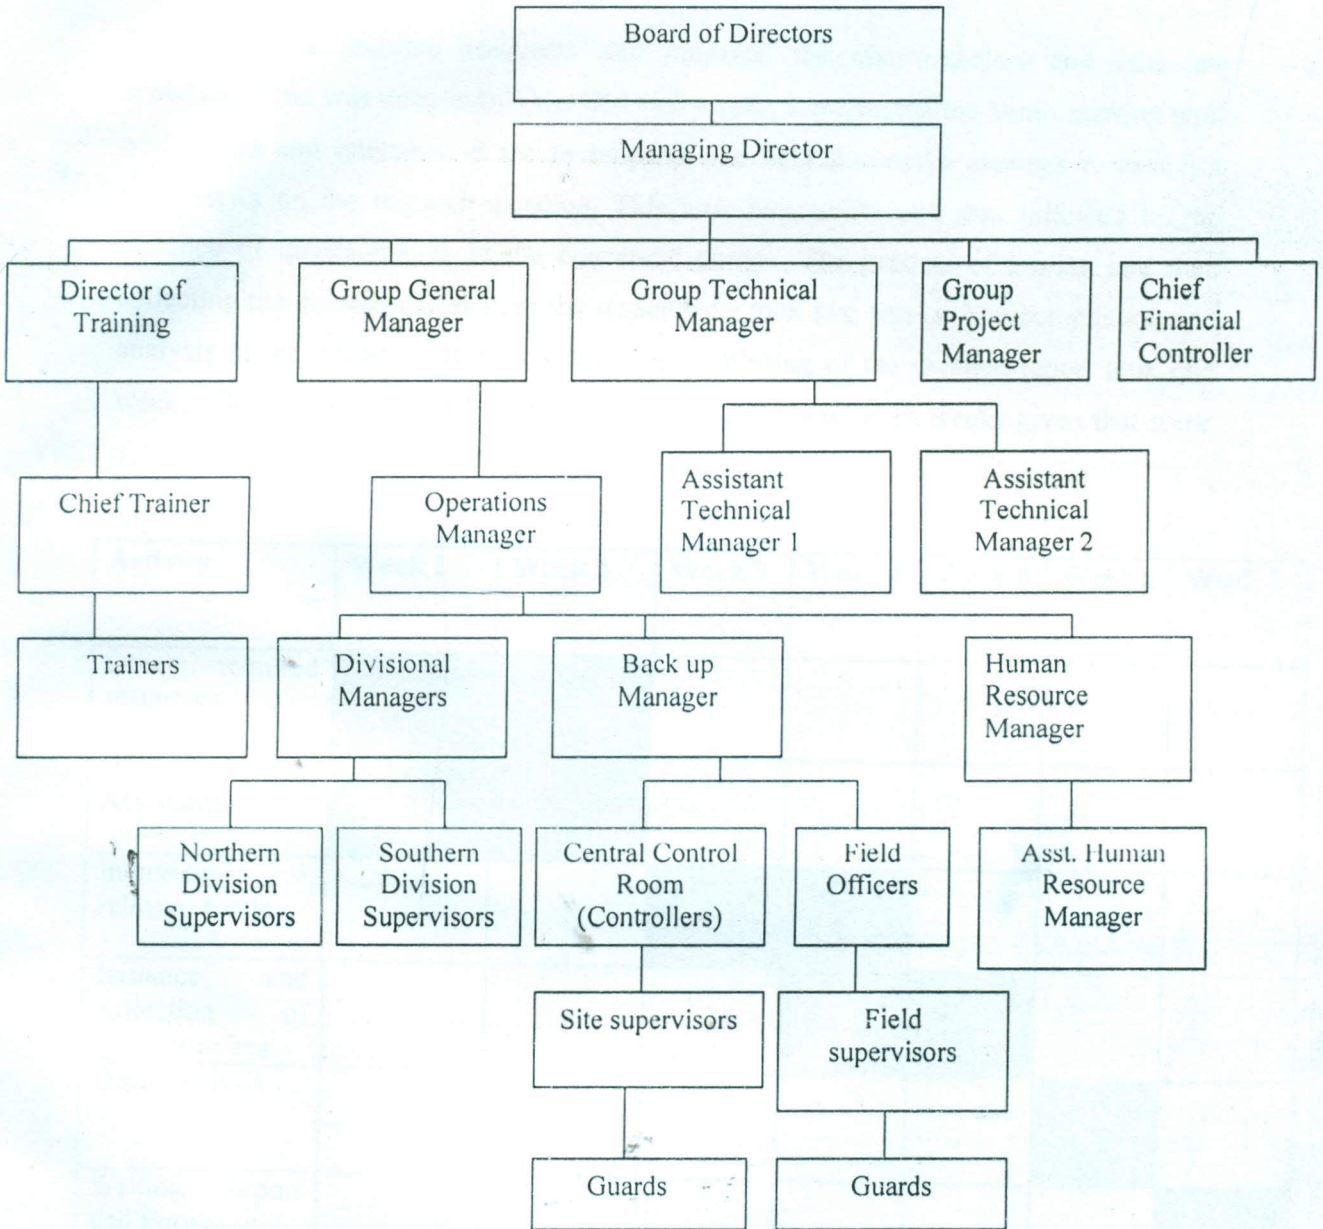 Board of Directors
Managing Director
Director of
Training
Group General
Manager
Group Technical
Manager
Group
Project
Manager
Chief
Financial
Controller
Chief Trainer
Operations
Manager
Assistant
Technical
Manager 1
Assistant
Technical
Manager 2
Trainers
Divisional
Managers
Back up
Manager
Human
Resource
Manager
Northern
Division
Supervisors
Southern
Division
Supervisors
Central Control
Room
(Controllers)
Field
Officers
Asst. Human
Resource
Manager
Site supervisors
Field
supervisors
Guards
Guards